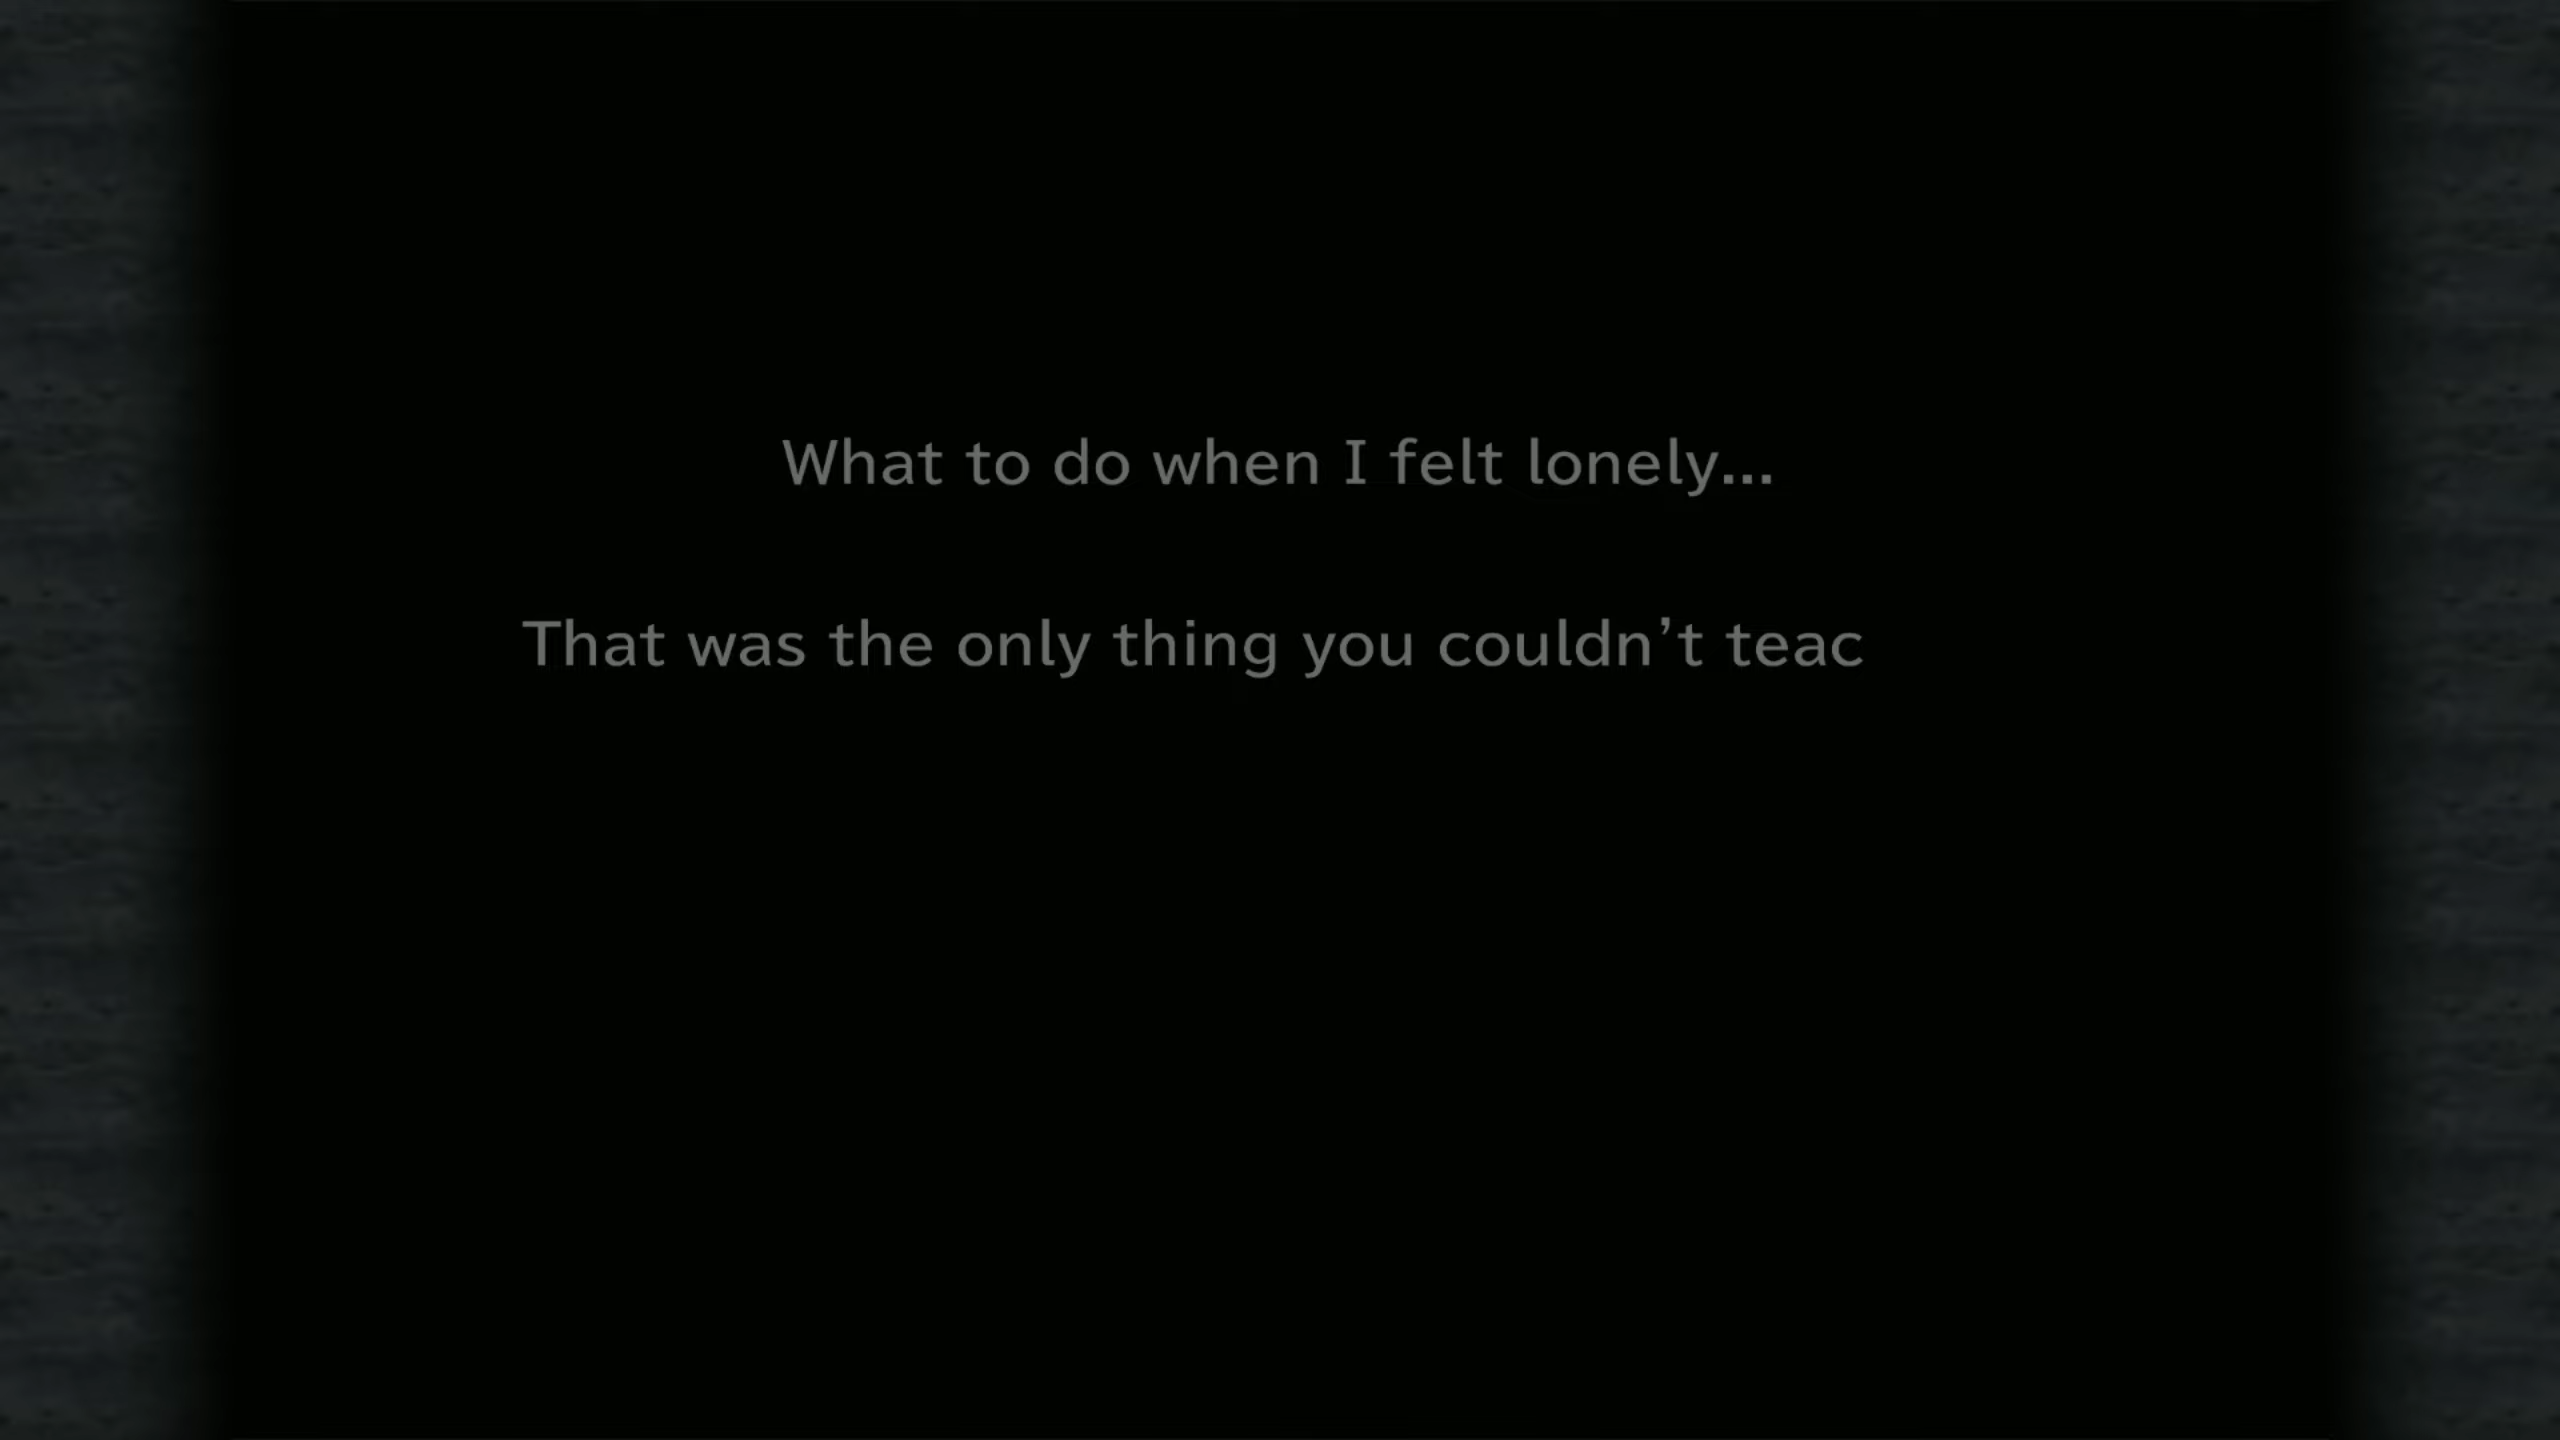 What to do when I felt lonely...
That was the only thing you couldn’t teac